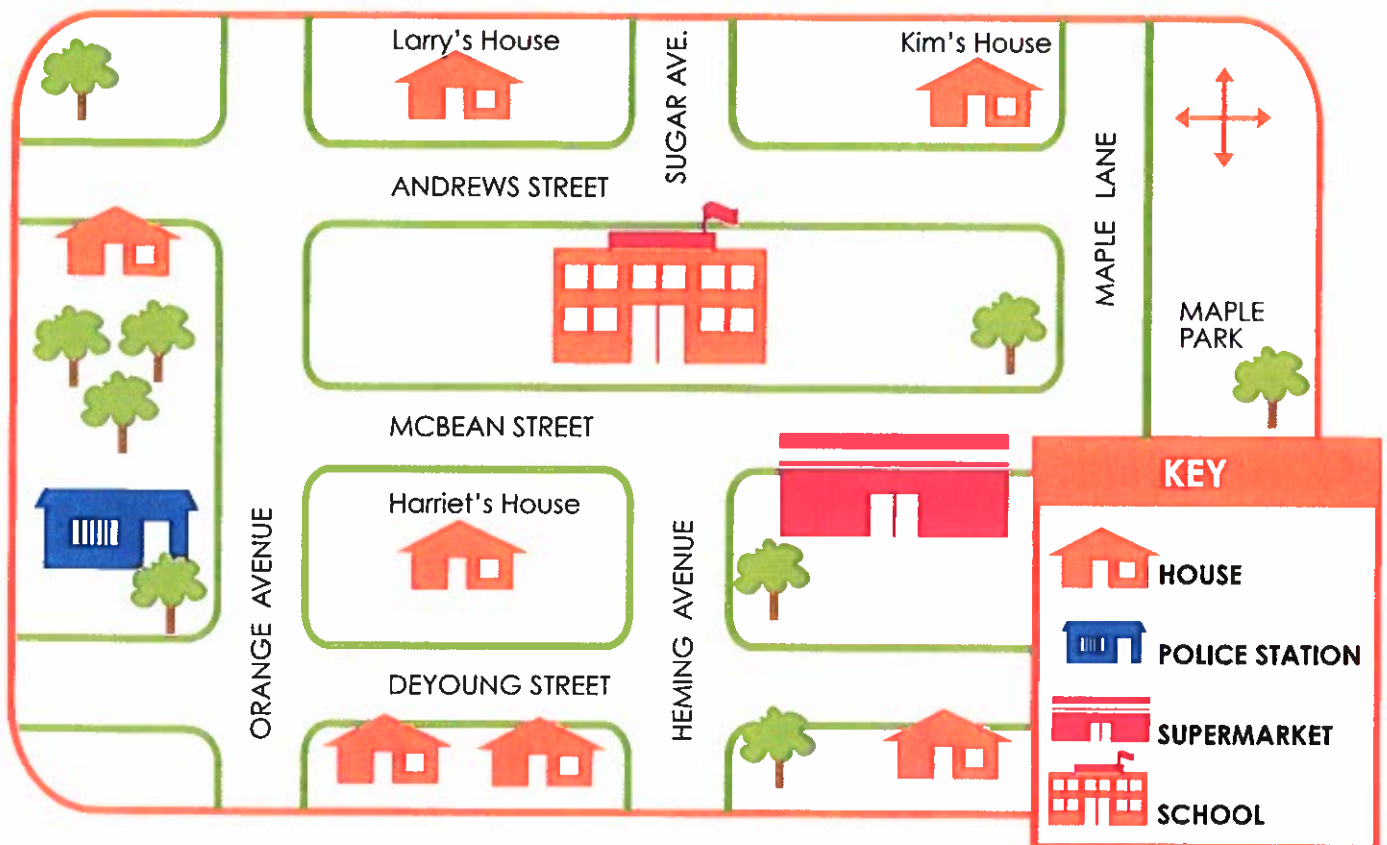 Larry's House
SUGAR AVE.
Kim's House
ANDREWS STREET
MAPLE LANE
MAPLE
PARK
MCBEAN STREET
Harriet's House
ORANGE AVENUE
HEMING AVENUE
DEYOUNG STREET
KEY
HOUSE
POLICE STATION
SUPERMARKET
SCHOOL